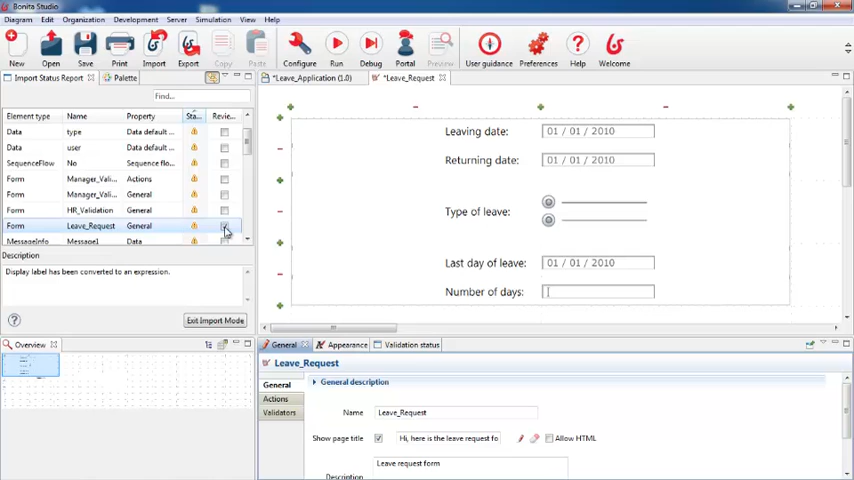 Bonita Studio
Diagram Edit Organization Development Server Simulation View Help
New Open Save Print Import Export Copy Paste Configure Run Debug Portal Preview User guidance Preferences Help Welcome
Import Status Report Palette
Find...
Element type Name Property Sta... Revie...
Data type Data default ...
Data user Data default ...
SequenceFlow No Sequence flo...
Form Manager_Vali... Actions
Form Manager_Vali... General
Form HR_Validation General
Form Leave_Request General
MessageInfo Message1 Data
Description
Display label has been converted to an expression.
Exit Import Mode
Overview
*Leave_Application (1.0) *Leave_Request
Leaving date: 01 / 01 / 2010
Returning date: 01 / 01 / 2010
Type of leave:
Last day of leave: 01 / 01 / 2010
Number of days:
General Appearance Validation status
Leave_Request
General
Actions
Validators
General description
Name Leave_Request
Show page title Hi, here is the leave request fo Allow HTML
Description Leave request form